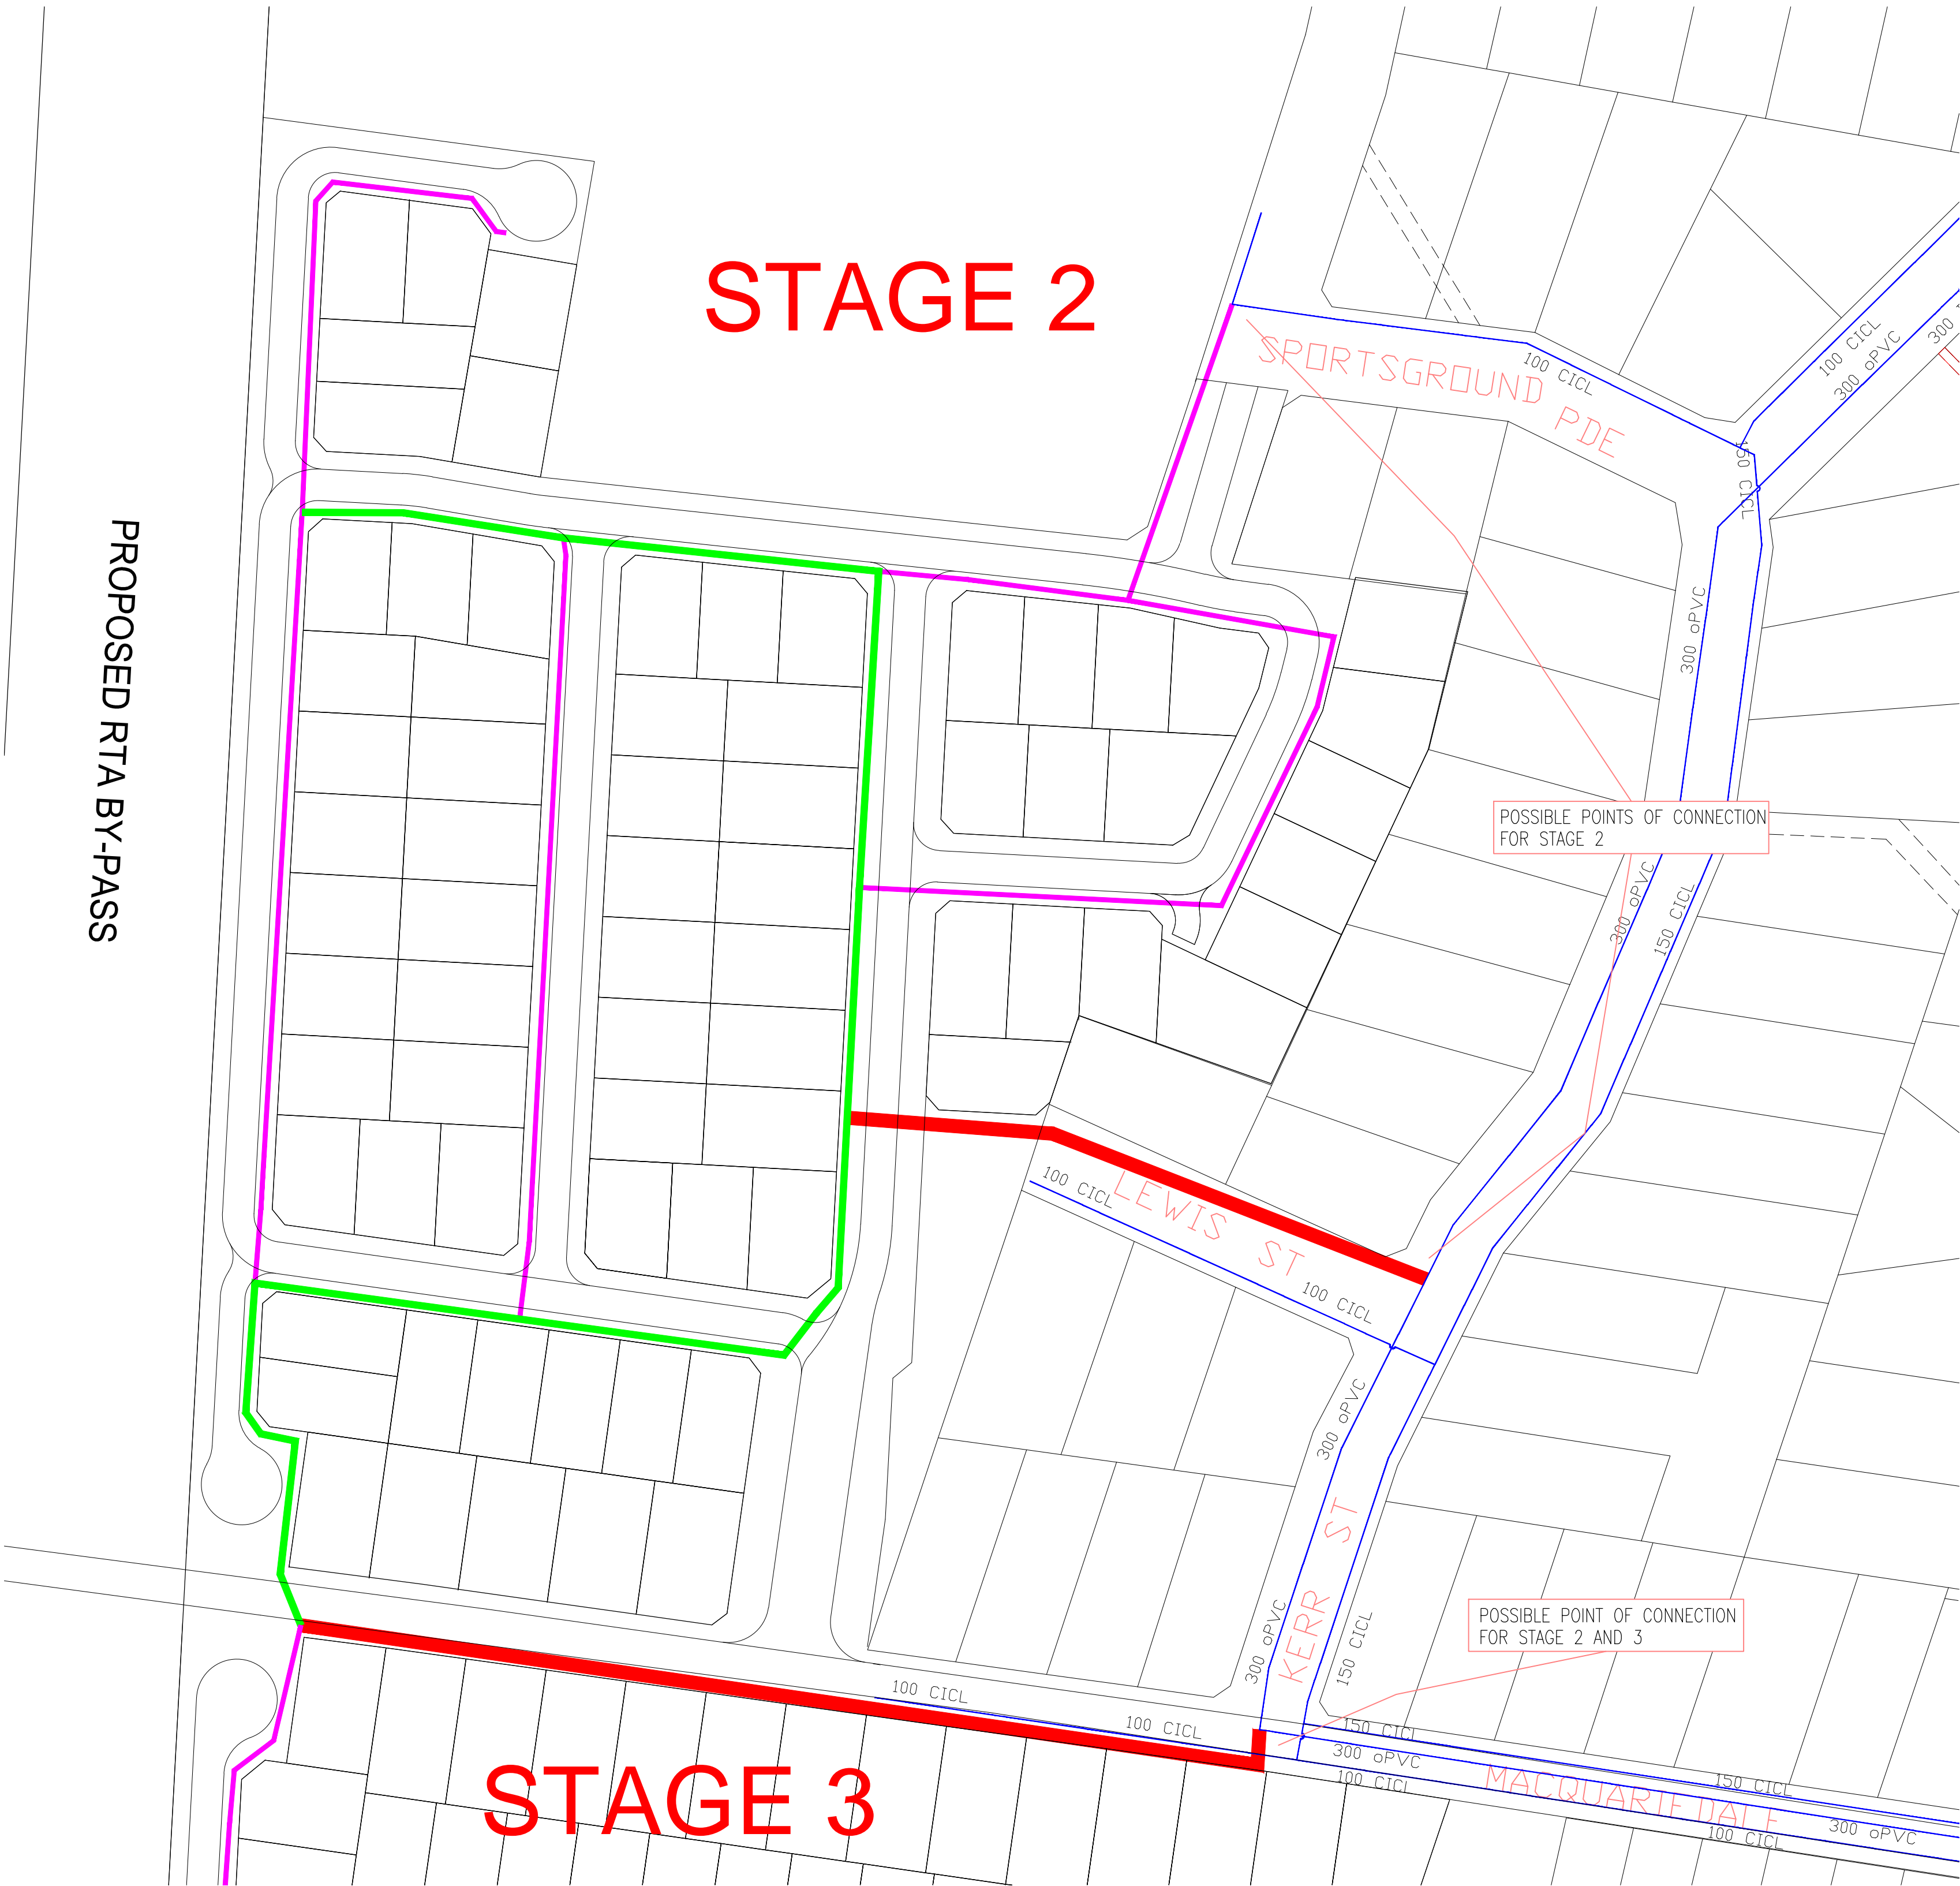 STAGE 2
SPORTSGROUND PDE
100 CICL
100 CICL
300 oPVC
300
150 CICL
PROPOSED RTA BY-PASS
300 oPVC
POSSIBLE POINTS OF CONNECTION
FOR STAGE 2
300 oPVC
150 CICL
100 CICL
LEWIS ST
100 CICL
300 oPVC
KERR ST
300 oPVC
150 CICL
POSSIBLE POINT OF CONNECTION
FOR STAGE 2 AND 3
100 CICL
100 CICL
150 CICL
300 oPVC
100 CICL
MACQUARIEDALE
150 CICL
300 oPVC
100 CICL
STAGE 3